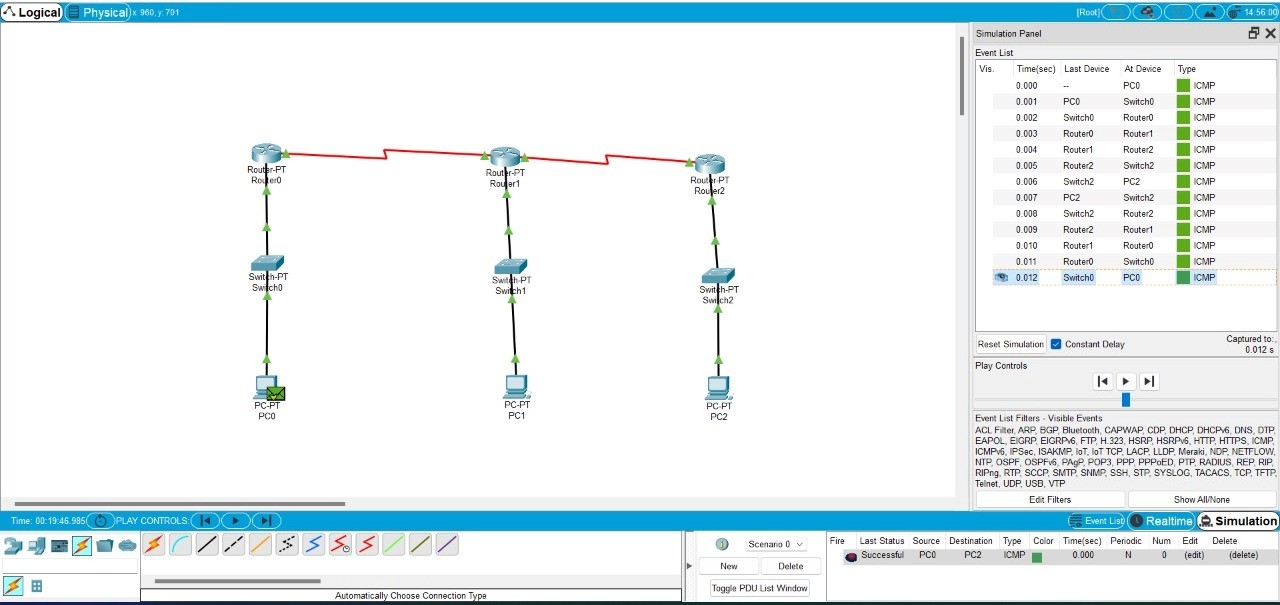 Logical Physical x: 960, y: 701 [Root] 14:56:00
Simulation Panel
Event List
Vis. Time(sec) Last Device At Device Type
0.000 -- PC0 ICMP
0.001 PC0 Switch0 ICMP
0.002 Switch0 Router0 ICMP
0.003 Router0 Router1 ICMP
0.004 Router1 Router2 ICMP
0.005 Router2 Switch2 ICMP
0.006 Switch2 PC2 ICMP
0.007 PC2 Switch2 ICMP
0.008 Switch2 Router2 ICMP
0.009 Router2 Router1 ICMP
0.010 Router1 Router0 ICMP
0.011 Router0 Switch0 ICMP
0.012 Switch0 PC0 ICMP
Router-PT
Router0
Router-PT
Router1
Router-PT
Router2
Switch-PT
Switch0
Switch-PT
Switch1
Switch-PT
Switch2
PC-PT
PC0
PC-PT
PC1
PC-PT
PC2
Reset Simulation Constant Delay Captured to:
0.012 s
Play Controls
Event List Filters - Visible Events
ACL Filter, ARP, BGP, Bluetooth, CAPWAP, CDP, DHCP, DHCPv6, DNS, DTP,
EAPOL, EIGRP, EIGRPv6, FTP, H.323, HSRP, HSRPv6, HTTP, HTTPS, ICMP,
ICMPv6, IPSec, ISAKMP, IoT, IoT TCP, LACP, LLDP, Meraki, NDP, NETFLOW,
NTP, OSPF, OSPFv6, PAgP, POP3, PPP, PPPoED, PTP, RADIUS, REP, RIP,
RIPng, RTP, SCCP, SMTP, SNMP, SSH, STP, SYSLOG, TACACS, TCP, TFTP,
Telnet, UDP, USB, VTP
Edit Filters Show All/None
Time: 00:19:46.985 PLAY CONTROLS: Event List Realtime Simulation
Automatically Choose Connection Type
Scenario 0
New Delete
Toggle PDU List Window
Fire Last Status Source Destination Type Color Time(sec) Periodic Num Edit Delete
Successful PC0 PC2 ICMP 0.000 N 0 (edit) (delete)